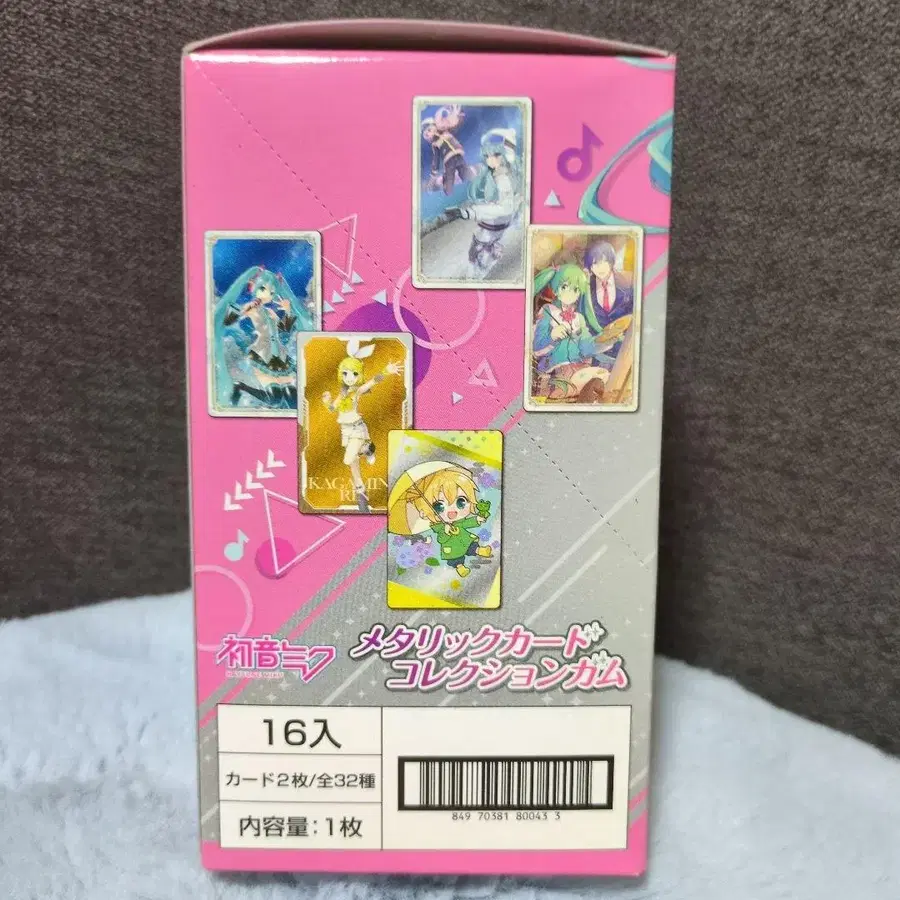 KAGAMIN
初音ミク
HATSUNE MIKU
メタリックカード
コレクションガム
16入
カード2枚/全32種
内容量:1枚
849 70381 80043 3